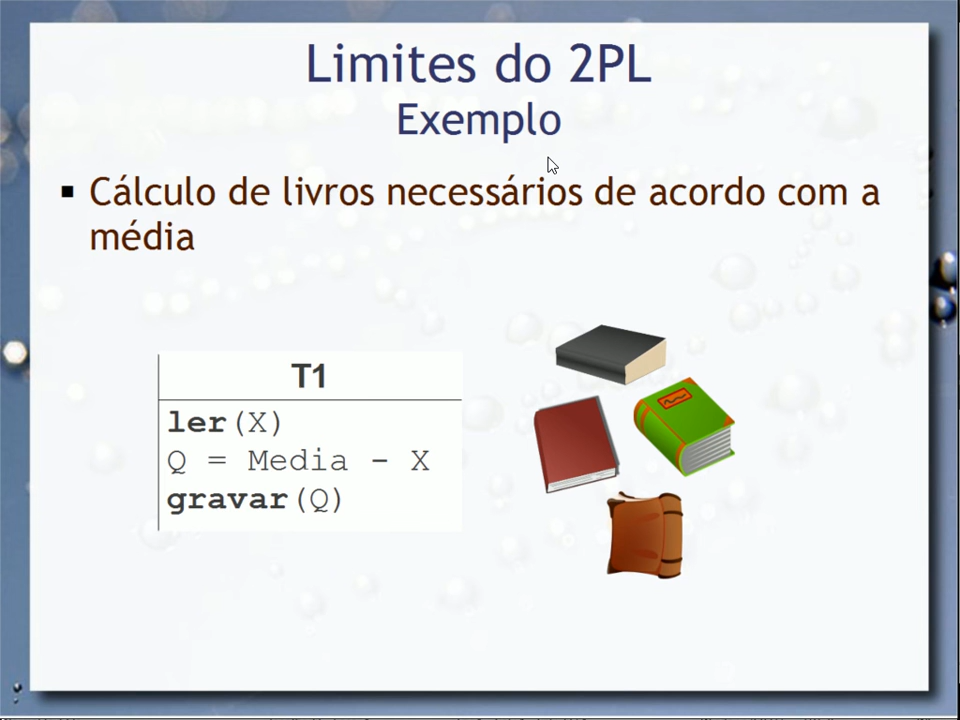 Limites do 2PL
Exemplo
▪ Cálculo de livros necessários de acordo com a
média
T1
ler(X)
Q = Media - X
gravar(Q)